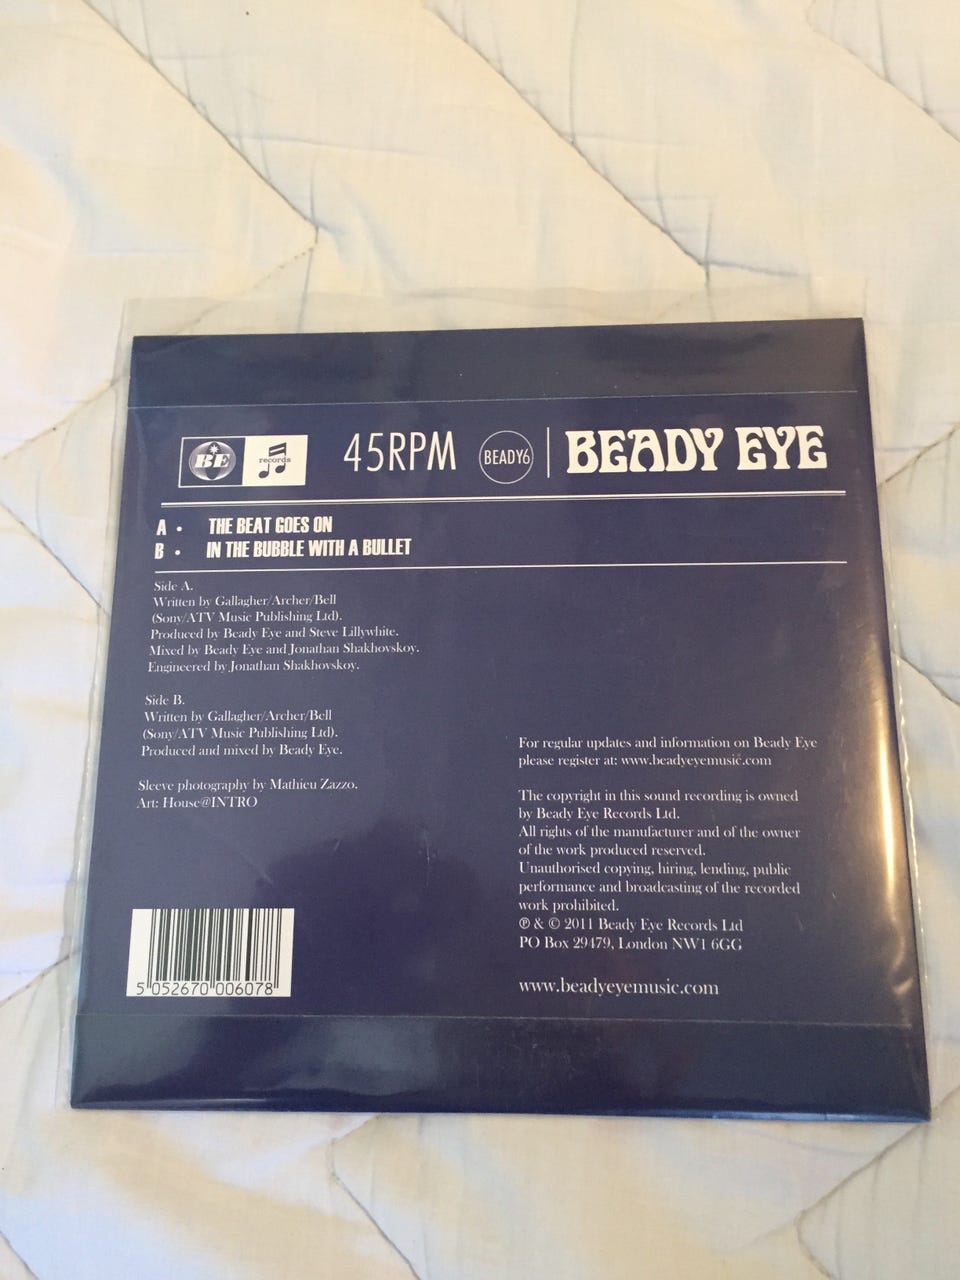 BE records 45RPM BEADY6 BEADY EYE
A • THE BEAT GOES ON
B • IN THE BUBBLE WITH A BULLET
Side A.
Written by Gallagher/Archer/Bell
(Sony/ATV Music Publishing Ltd).
Produced by Beady Eye and Steve Lillywhite.
Mixed by Beady Eye and Jonathan Shakhovskoy.
Engineered by Jonathan Shakhovskoy.
Side B.
Written by Gallagher/Archer/Bell
(Sony/ATV Music Publishing Ltd).
Produced and mixed by Beady Eye.
Sleeve photography by Mathieu Zazzo.
Art: House@INTRO
For regular updates and information on Beady Eye
please register at: www.beadyeyemusic.com
The copyright in this sound recording is owned
by Beady Eye Records Ltd.
All rights of the manufacturer and of the owner
of the work produced reserved.
Unauthorised copying, hiring, lending, public
performance and broadcasting of the recorded
work prohibited.
℗ & © 2011 Beady Eye Records Ltd
PO Box 29479, London NW1 6GG
www.beadyeyemusic.com
5 052670 006078